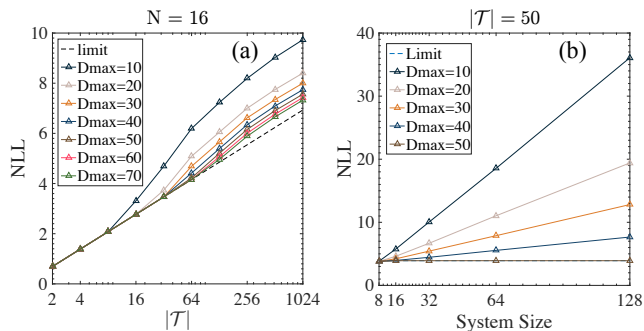 N = 16
(a)
limit
Dmax=10
Dmax=20
Dmax=30
Dmax=40
Dmax=50
Dmax=60
Dmax=70
NLL
10
8
6
4
2
0
2 4 16 64 256 1024
|𝒯|
|𝒯| = 50
(b)
Limit
Dmax=10
Dmax=20
Dmax=30
Dmax=40
Dmax=50
NLL
40
30
20
10
0
8 16 32 64 128
System Size